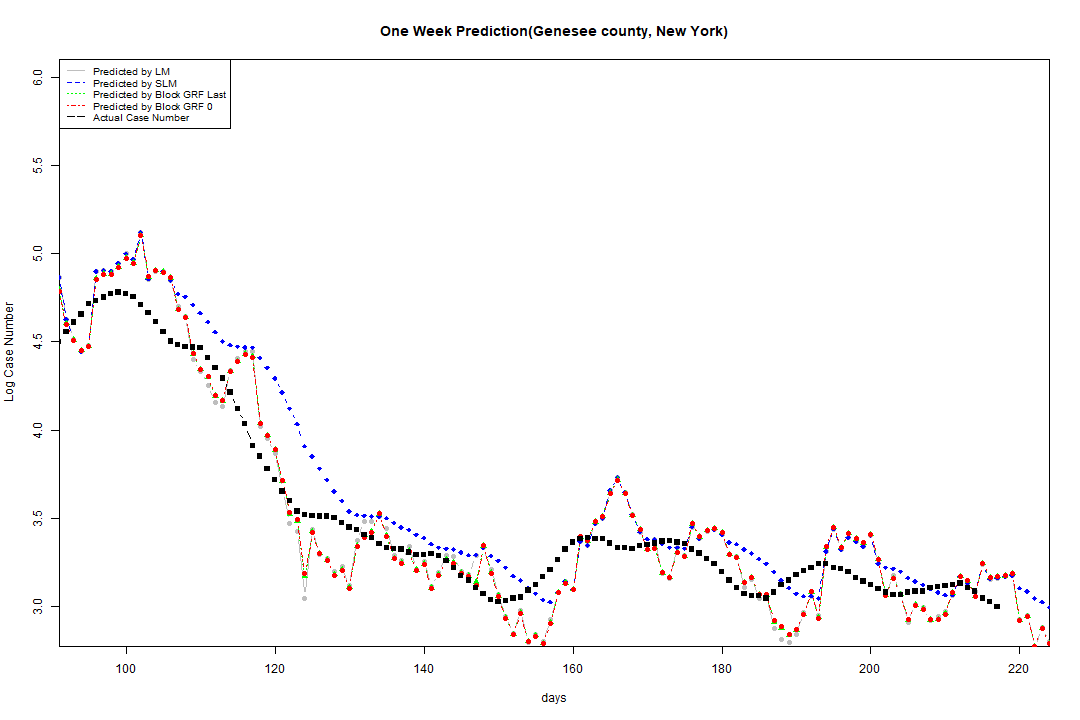 One Week Prediction(Genesee county, New York)
Predicted by LM
Predicted by SLM
Predicted by Block GRF Last
Predicted by Block GRF 0
Actual Case Number
6.0
5.5
5.0
4.5
4.0
3.5
3.0
Log Case Number
100 120 140 160 180 200 220
days